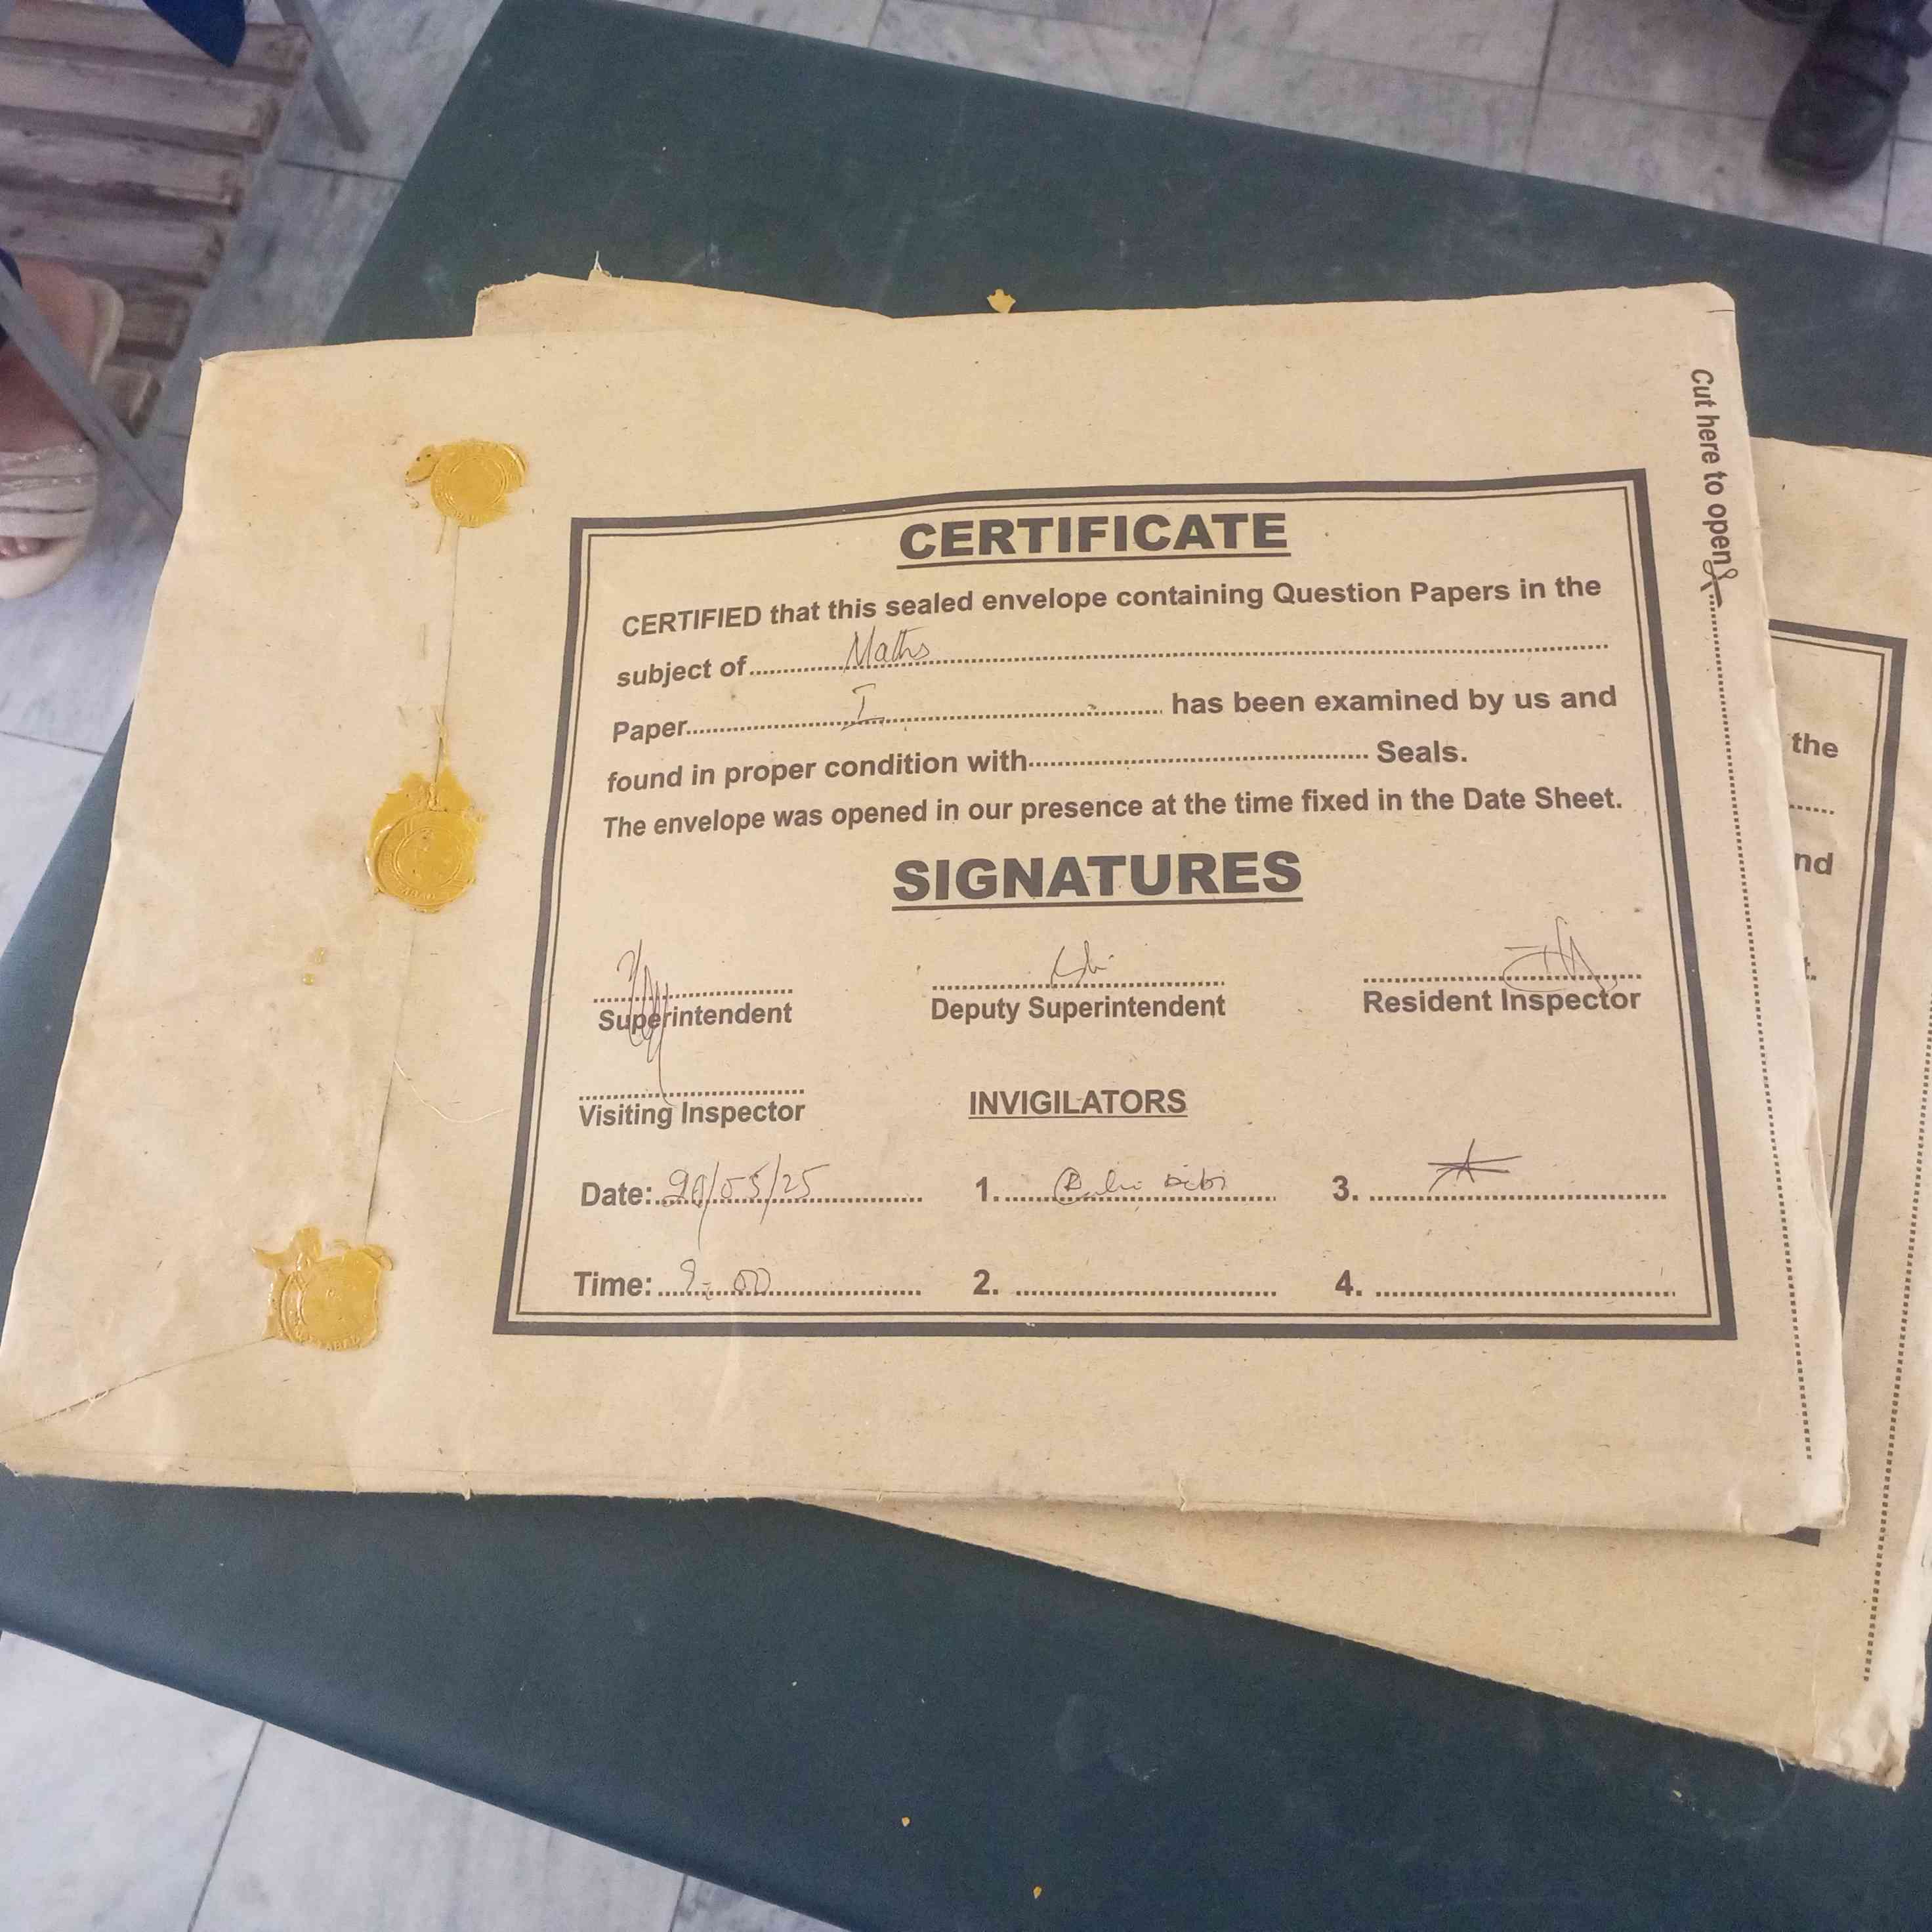 Cut here to open
CERTIFICATE
CERTIFIED that this sealed envelope containing Question Papers in the
subject of Maths
Paper I has been examined by us and
found in proper condition with Seals.
The envelope was opened in our presence at the time fixed in the Date Sheet.
SIGNATURES
Superintendent Deputy Superintendent Resident Inspector
Visiting Inspector INVIGILATORS
Date: /05/25 1. Bibi 3.
Time: 9-00 2. 4.
the
nd
t.